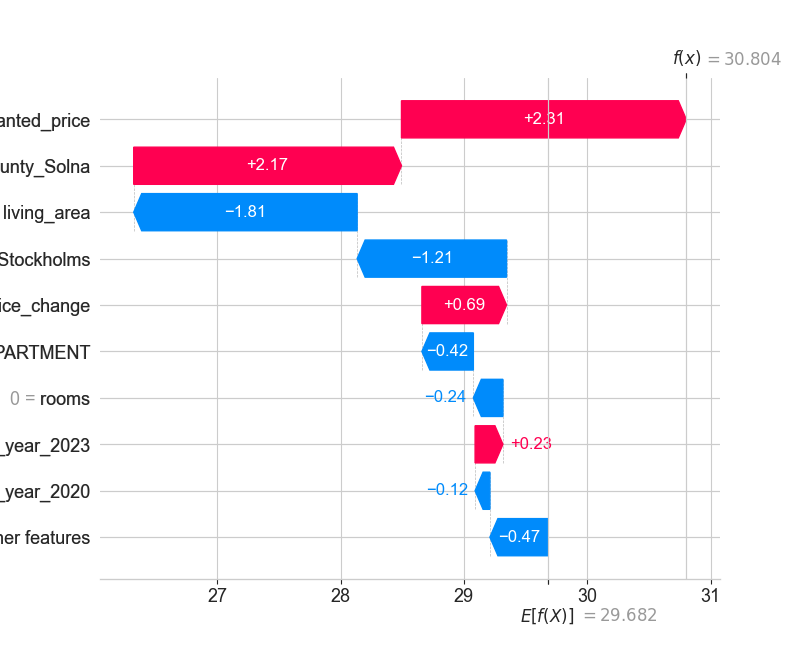 f(x) = 30.804
anted_price +2.31
unty_Solna +2.17
living_area −1.81
Stockholms −1.21
ice_change +0.69
PARTMENT −0.42
0 = rooms −0.24
_year_2023 +0.23
_year_2020 −0.12
her features −0.47
27 28 29 30 31
E[f(X)] = 29.682